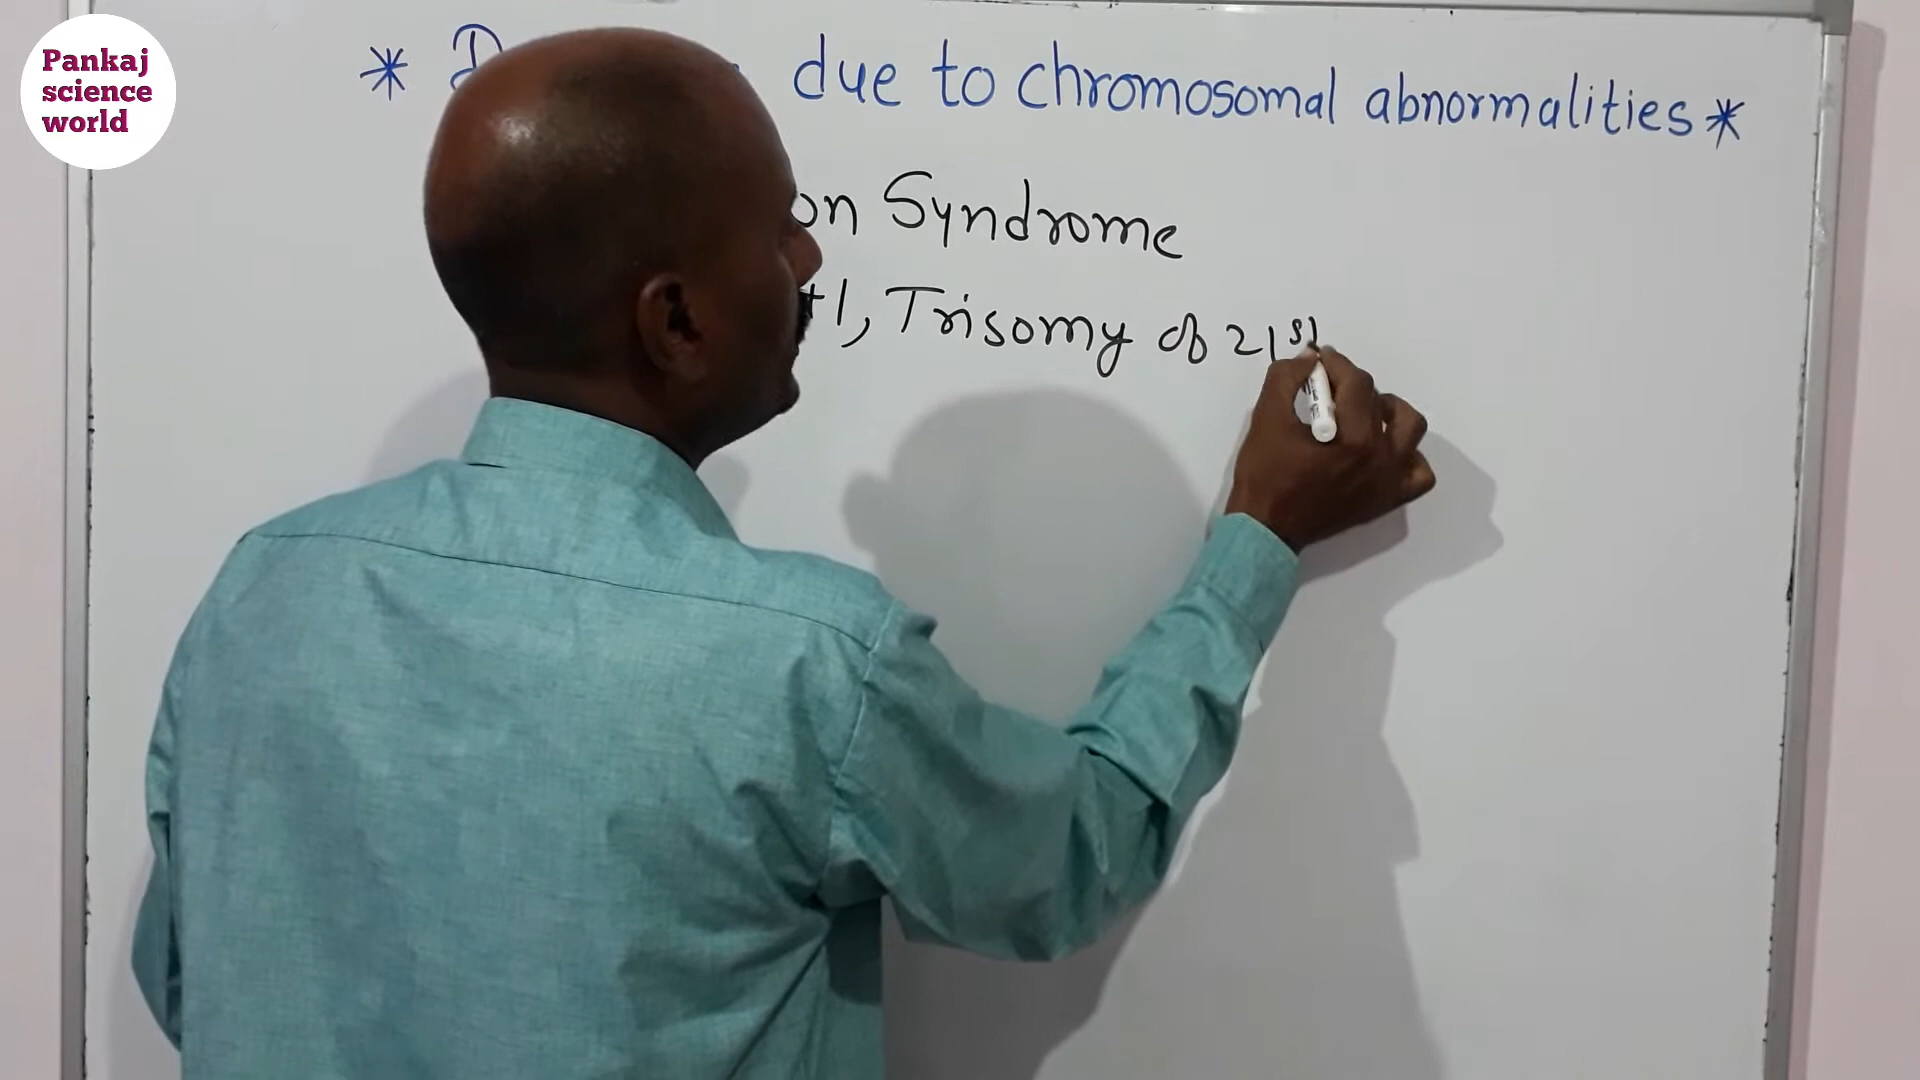 Pankaj
science
world
* due to chromosomal abnormalities *
on Syndrome
+1, Trisomy of 21st